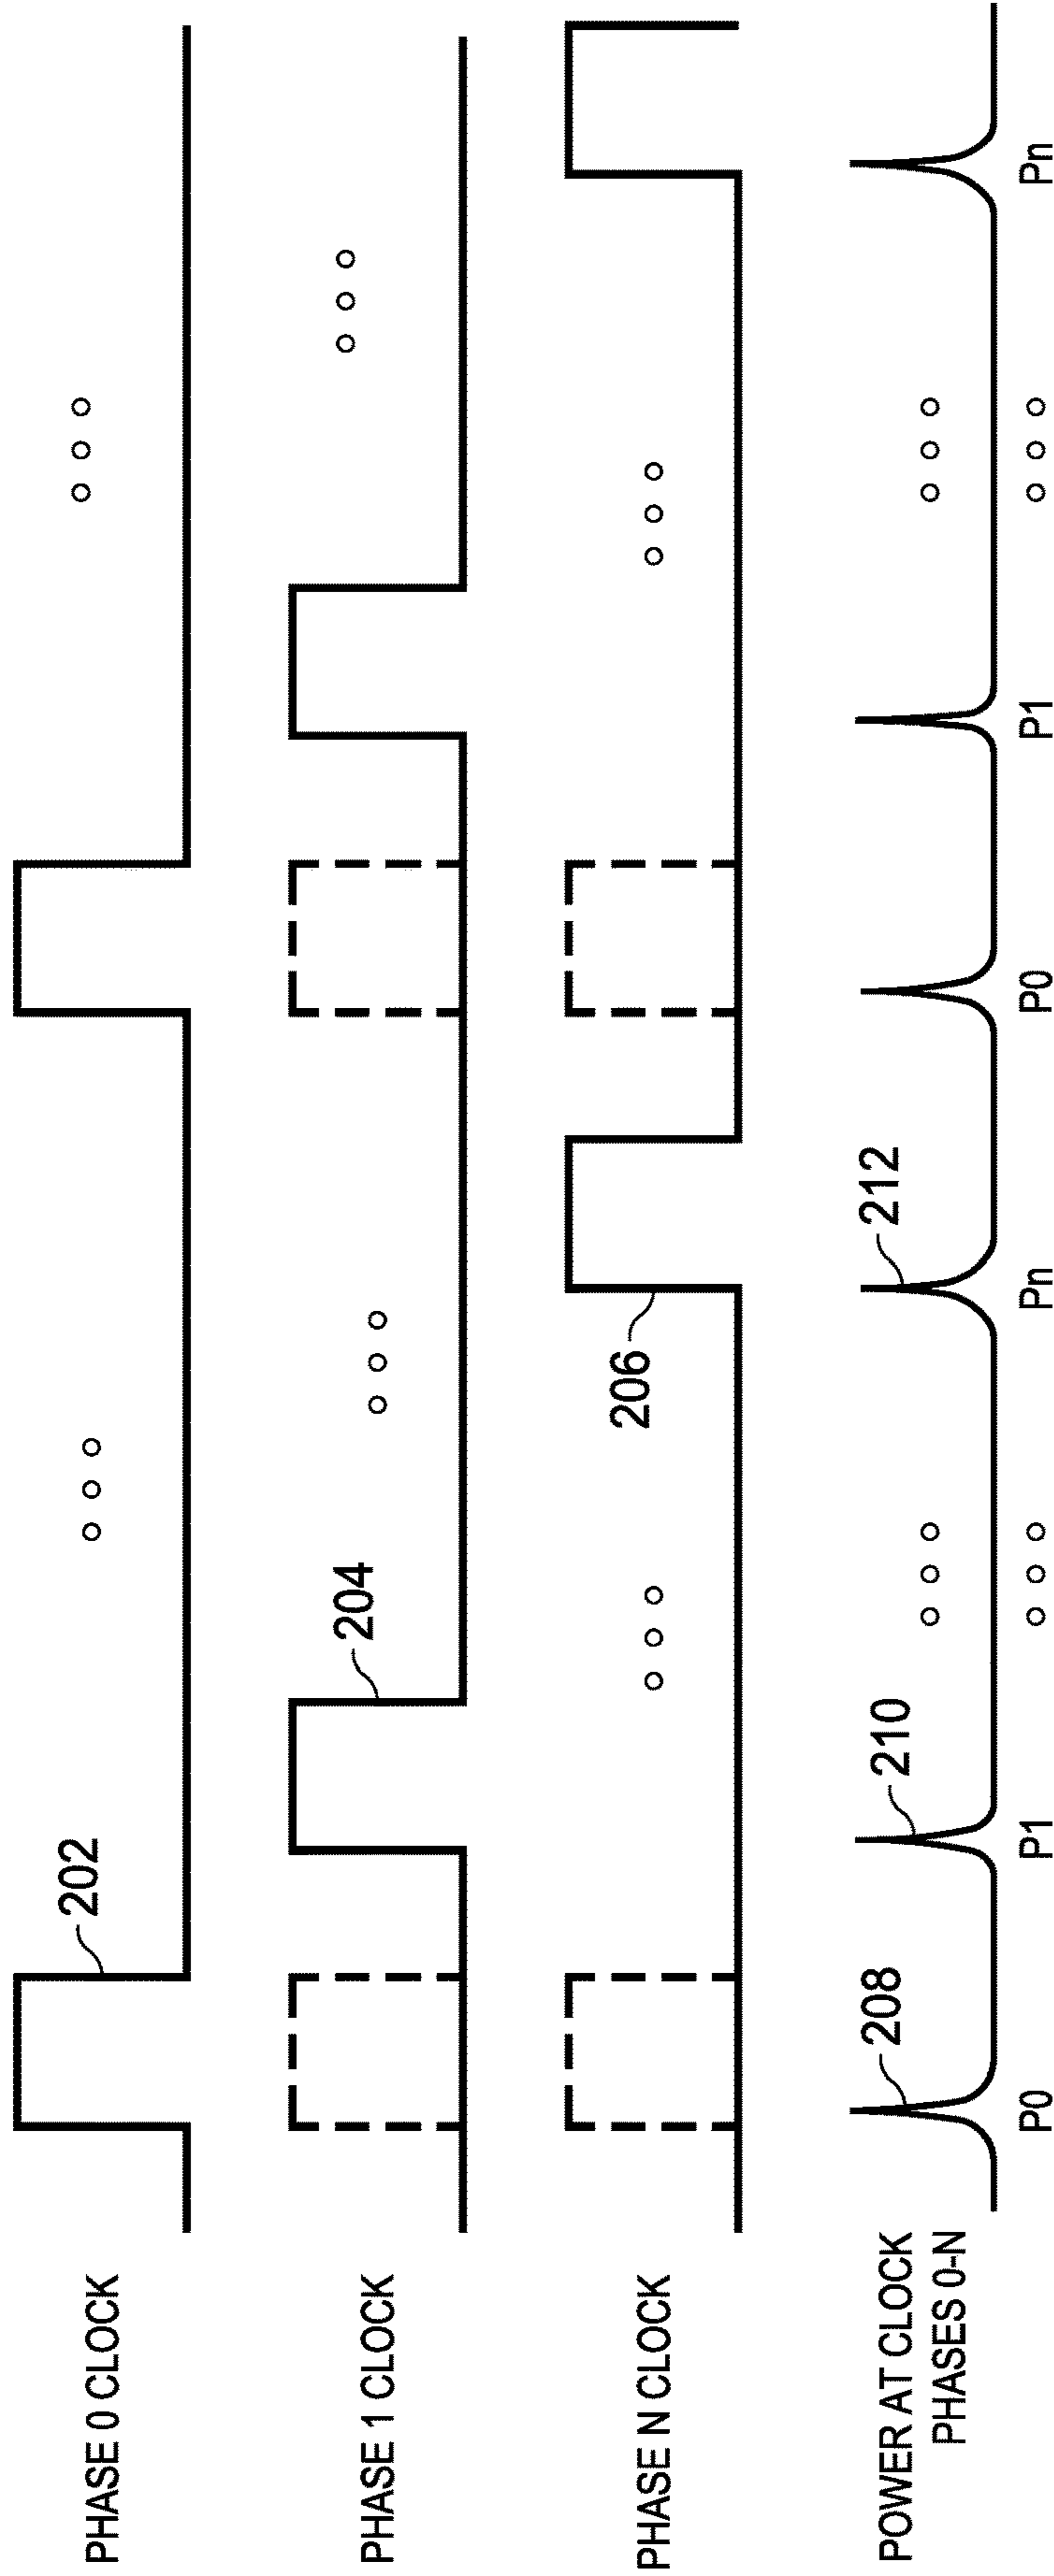 PHASE 0 CLOCK
202
PHASE 1 CLOCK
204
PHASE N CLOCK
206
POWER AT CLOCK
PHASES 0-N
208
210
212
P0
P1
Pn
P0
P1
Pn